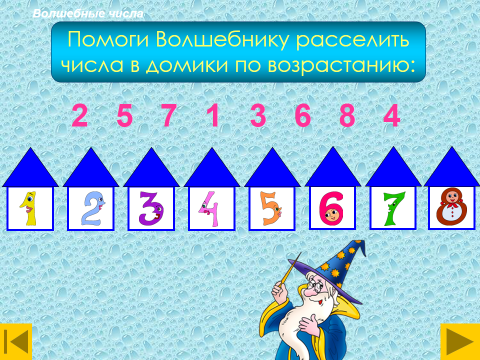 Волшебные числа
Помоги Волшебнику расселить
числа в домики по возрастанию:
2 5 7 1 3 6 8 4
1 2 3 4 5 6 7 8